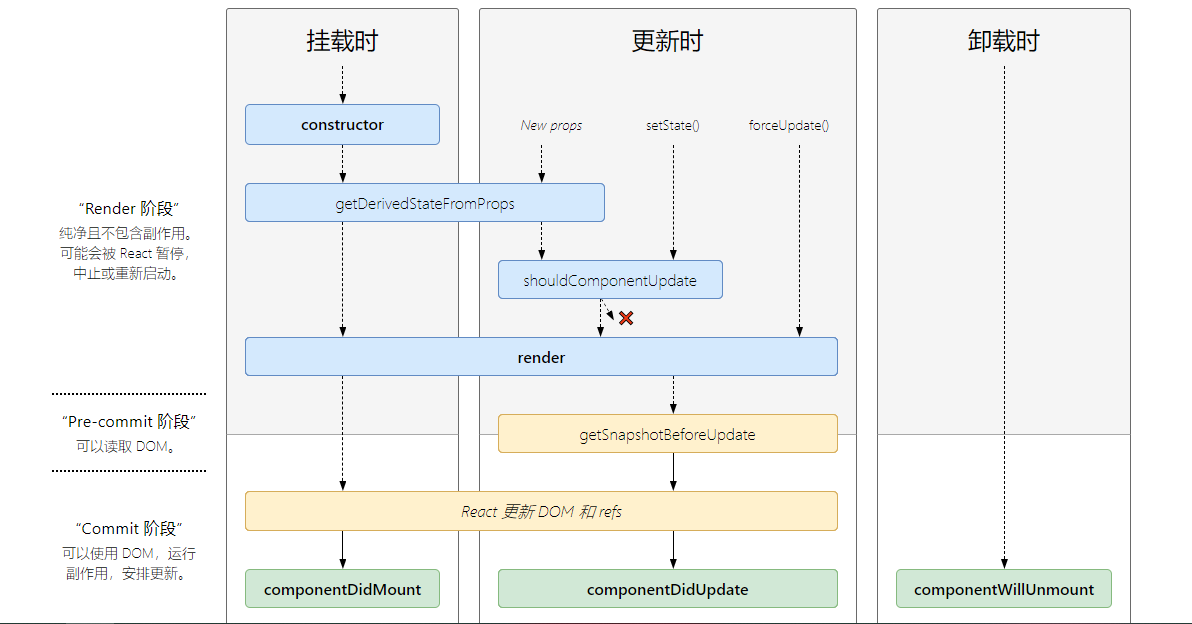 挂载时
更新时
卸载时
constructor
New props
setState()
forceUpdate()
getDerivedStateFromProps
“Render 阶段”
纯净且不包含副作用。
可能会被 React 暂停，
中止或重新启动。
shouldComponentUpdate
render
“Pre-commit 阶段”
可以读取 DOM。
getSnapshotBeforeUpdate
React 更新 DOM 和 refs
“Commit 阶段”
可以使用 DOM，运行
副作用，安排更新。
componentDidMount
componentDidUpdate
componentWillUnmount